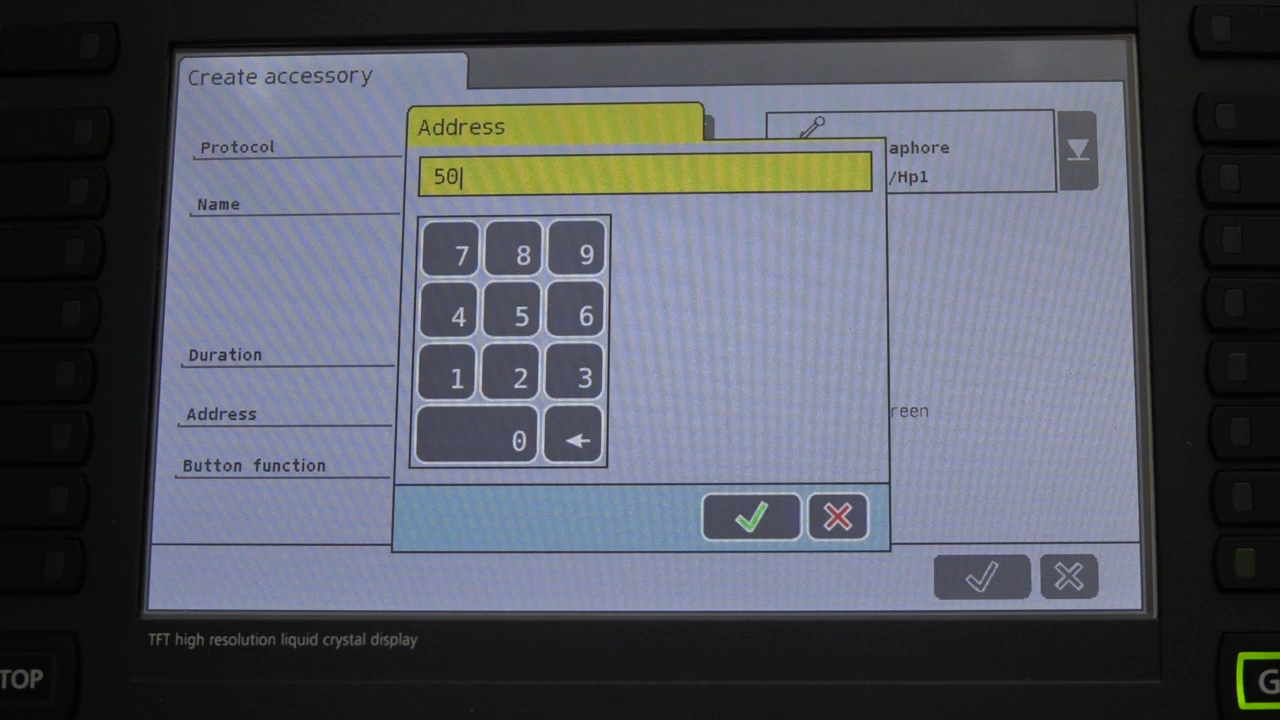 Create accessory
Address
Protocol
aphore
50
/Hp1
Name
7 8 9
4 5 6
Duration
1 2 3
Address
reen
0
Button function
TFT high resolution liquid crystal display
TOP
G